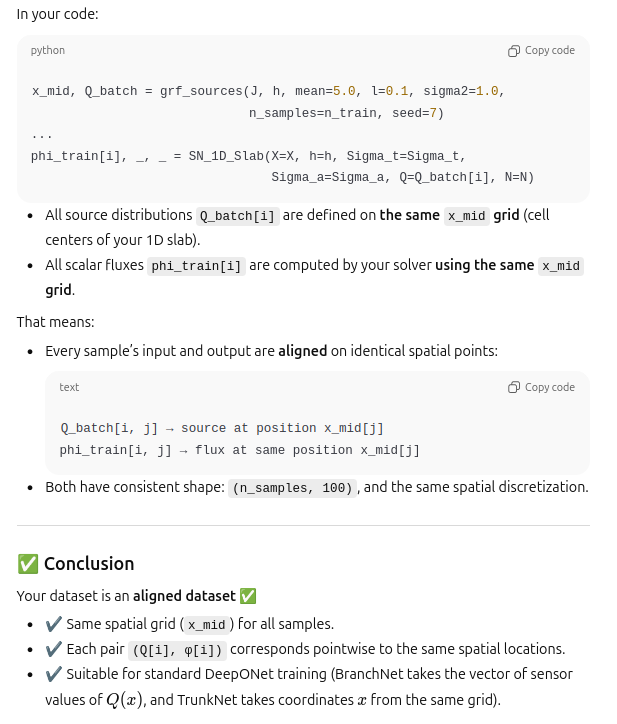 In your code:
python
Copy code
x_mid, Q_batch = grf_sources(J, h, mean=5.0, l=0.1, sigma2=1.0,
n_samples=n_train, seed=7)
...
phi_train[i], _, _ = SN_1D_Slab(X=X, h=h, Sigma_t=Sigma_t,
Sigma_a=Sigma_a, Q=Q_batch[i], N=N)
• All source distributions Q_batch[i] are defined on the same x_mid grid (cell
centers of your 1D slab).
• All scalar fluxes phi_train[i] are computed by your solver using the same x_mid
grid.
That means:
• Every sample’s input and output are aligned on identical spatial points:
text
Copy code
Q_batch[i, j] → source at position x_mid[j]
phi_train[i, j] → flux at same position x_mid[j]
• Both have consistent shape: (n_samples, 100), and the same spatial discretization.
✅ Conclusion
Your dataset is an aligned dataset ✅
• ✔️ Same spatial grid (x_mid) for all samples.
• ✔️ Each pair (Q[i], φ[i]) corresponds pointwise to the same spatial locations.
• ✔️ Suitable for standard DeepONet training (BranchNet takes the vector of sensor
values of Q(x), and TrunkNet takes coordinates x from the same grid).